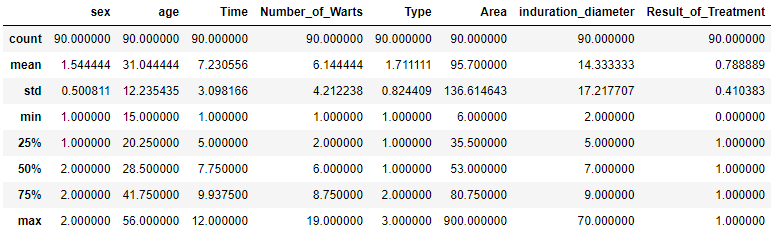 sex age Time Number_of_Warts Type Area induration_diameter Result_of_Treatment
count 90.000000 90.000000 90.000000 90.000000 90.000000 90.000000 90.000000 90.000000
mean 1.544444 31.044444 7.230556 6.144444 1.711111 95.700000 14.333333 0.788889
std 0.500811 12.235435 3.098166 4.212238 0.824409 136.614643 17.217707 0.410383
min 1.000000 15.000000 1.000000 1.000000 1.000000 6.000000 2.000000 0.000000
25% 1.000000 20.250000 5.000000 2.000000 1.000000 35.500000 5.000000 1.000000
50% 2.000000 28.500000 7.750000 6.000000 1.000000 53.000000 7.000000 1.000000
75% 2.000000 41.750000 9.937500 8.750000 2.000000 80.750000 9.000000 1.000000
max 2.000000 56.000000 12.000000 19.000000 3.000000 900.000000 70.000000 1.000000